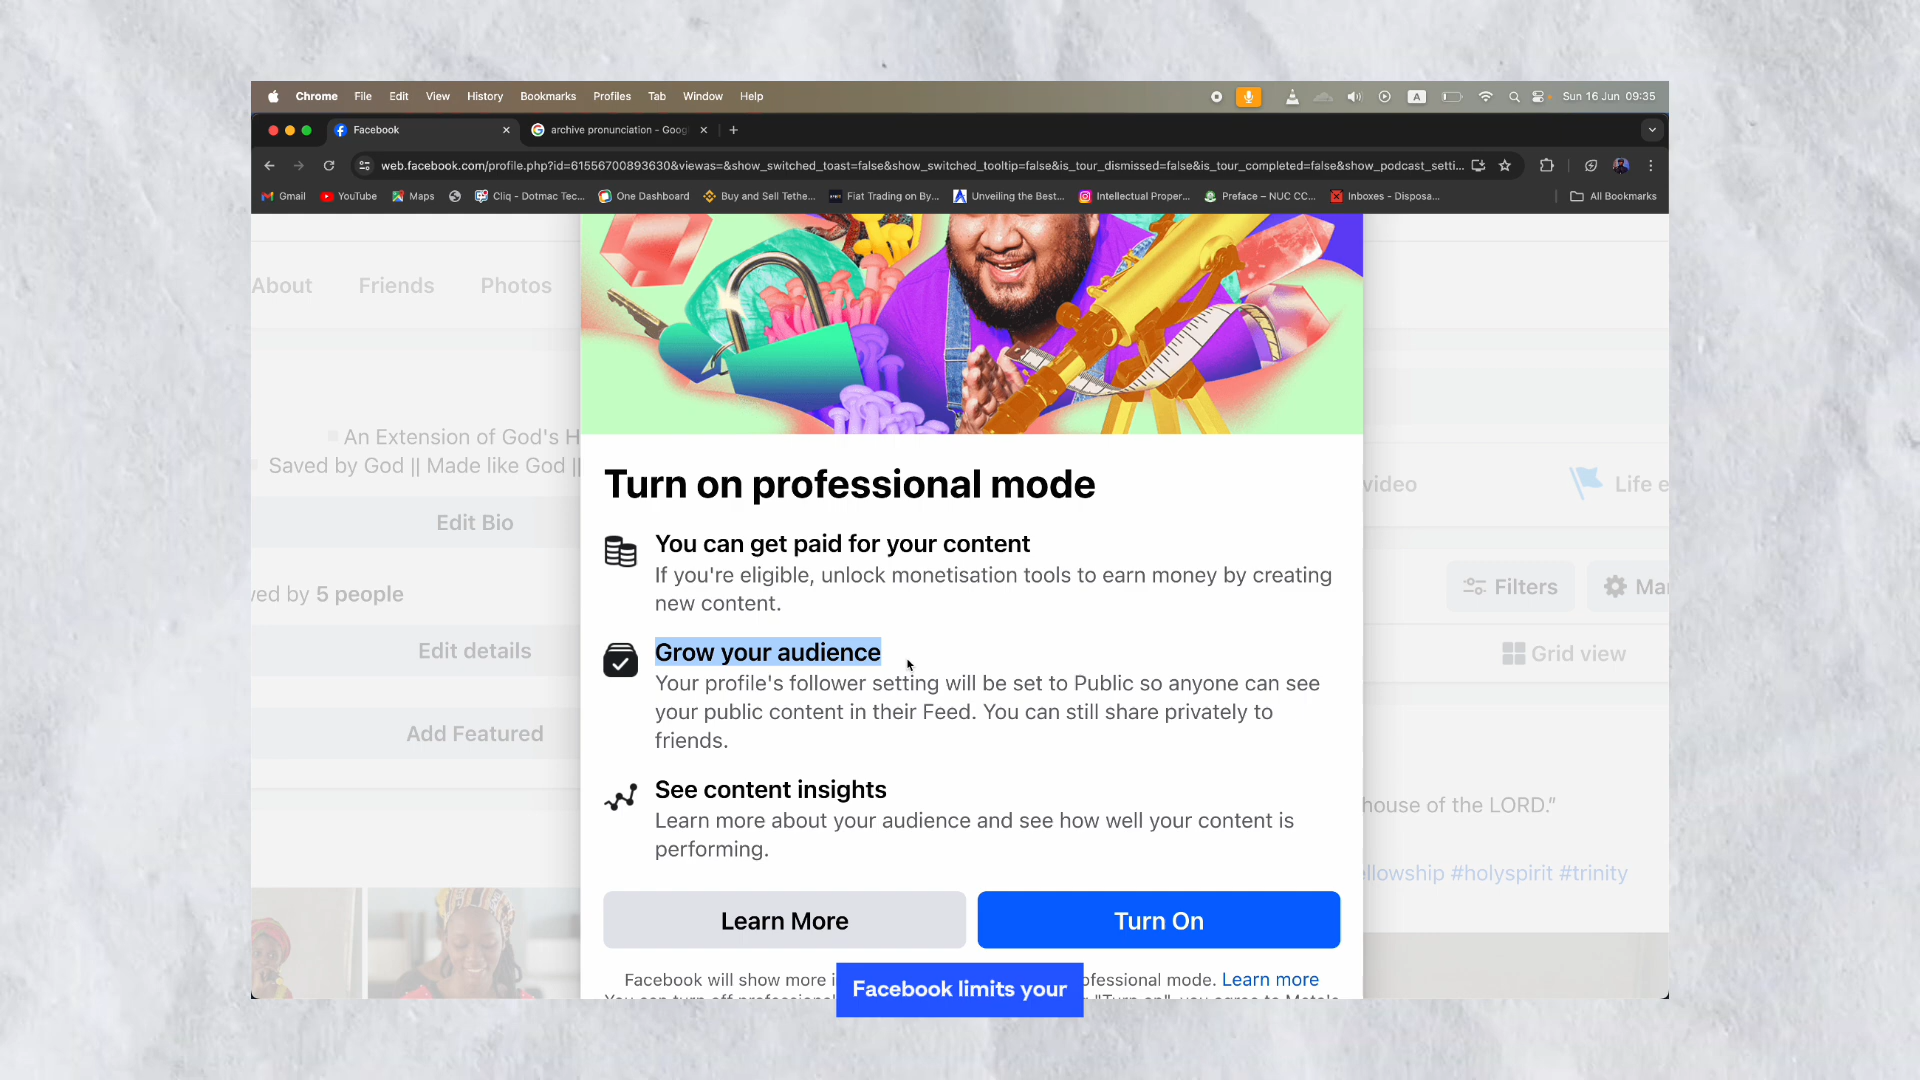 Chrome File Edit View History Bookmarks Profiles Tab Window Help
A
Sun 16 Jun 09:35
Facebook
archive pronunciation - Goog
web.facebook.com/profile.php?id=61556700893630&viewas=&show_switched_toast=false&show_switched_tooltip=false&is_tour_dismissed=false&is_tour_completed=false&show_podcast_setti...
Gmail YouTube Maps Cliq - Dotmac Tec... One Dashboard Buy and Sell Tethe... Fiat Trading on By... Unveiling the Best... Intellectual Proper... Preface – NUC CC... Inboxes - Disposa... All Bookmarks
About Friends Photos
An Extension of God's H
Saved by God || Made like God ||
Edit Bio
ved by 5 people
Edit details
Add Featured
video
Life e
Filters
Mar
Grid view
house of the LORD.”
llowship #holyspirit #trinity
Turn on professional mode
You can get paid for your content
If you're eligible, unlock monetisation tools to earn money by creating
new content.
Grow your audience
Your profile's follower setting will be set to Public so anyone can see
your public content in their Feed. You can still share privately to
friends.
See content insights
Learn more about your audience and see how well your content is
performing.
Learn More
Turn On
Facebook will show more i
ofessional mode. Learn more
Facebook limits your